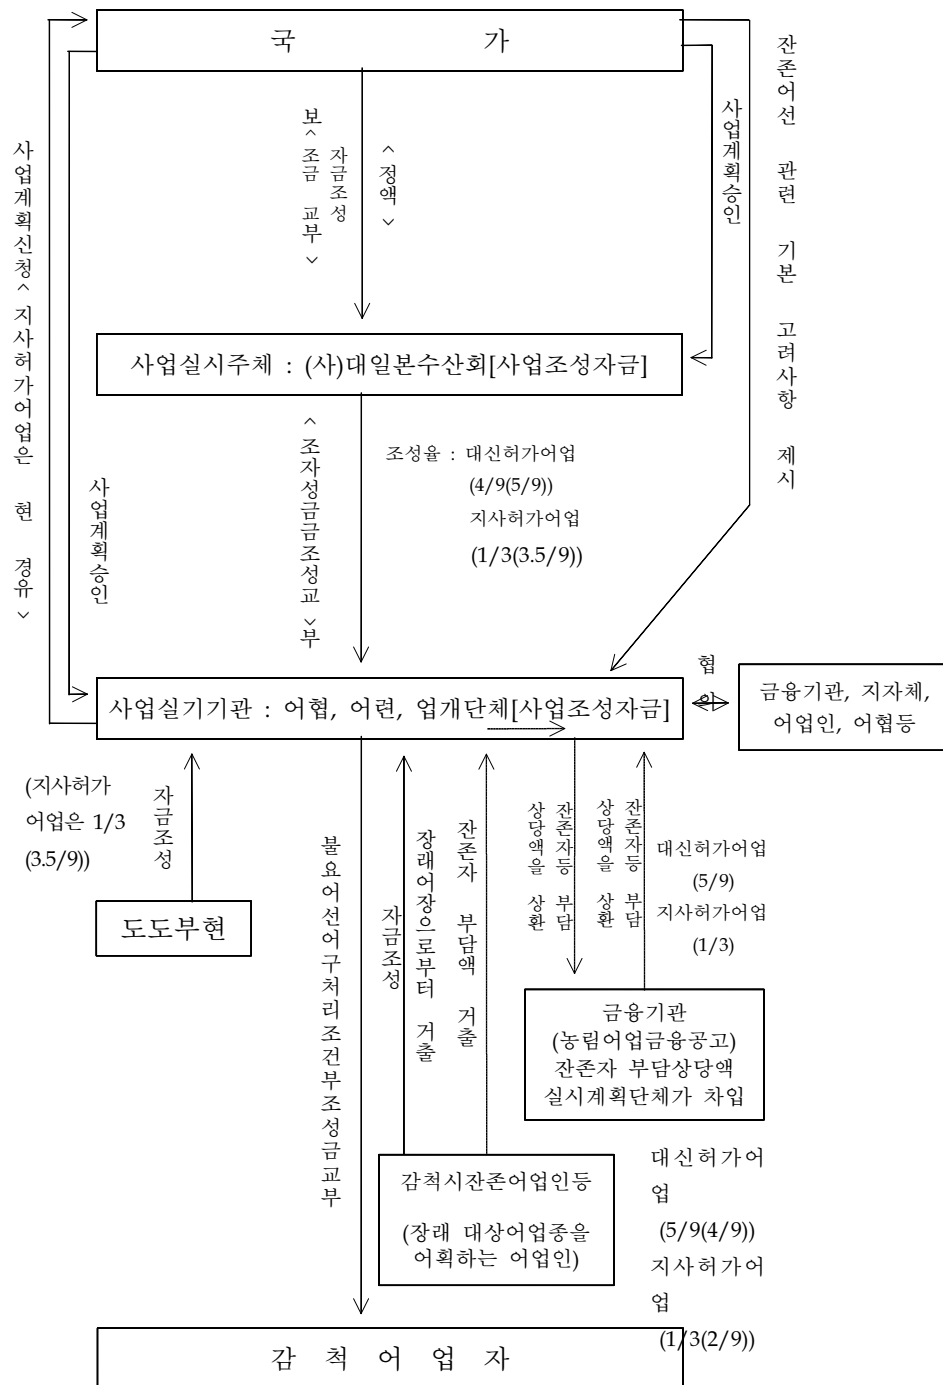 국 가
잔존어선 관련 기본 고려사항 제시
사업계획승인
보<조금 교부>
자금조성
<정액>
사업계획신청<지사허가어업은 현 경유>
사업계획승인
사업실시주체 : (사)대일본수산회[사업조성자금]
<조자성금금조성교>부
조성율 : 대신허가어업
(4/9(5/9))
지사허가어업
(1/3(3.5/9))
협의
사업실기기관 : 어협, 어련, 업개단체[사업조성자금]
금융기관, 지자체,
어업인, 어협등
(지사허가
어업은 1/3
(3.5/9))
자금조성
도도부현
불요어선어구처리조건부조성금교부
자금조성
장래어장으로부터 거출
잔존자 부담액 거출
상당액을 상환
잔존자등 부담
상당액을 상환
잔존자등 부담
대신허가어업
(5/9)
지사허가어업
(1/3)
금융기관
(농림어업금융공고)
잔존자 부담상당액
실시계획단체가 차입
감척시잔존어업인등
(장래 대상어업종을
어획하는 어업인)
대신허가어
업
(5/9(4/9))
지사허가어
업
(1/3(2/9))
감 척 어 업 자